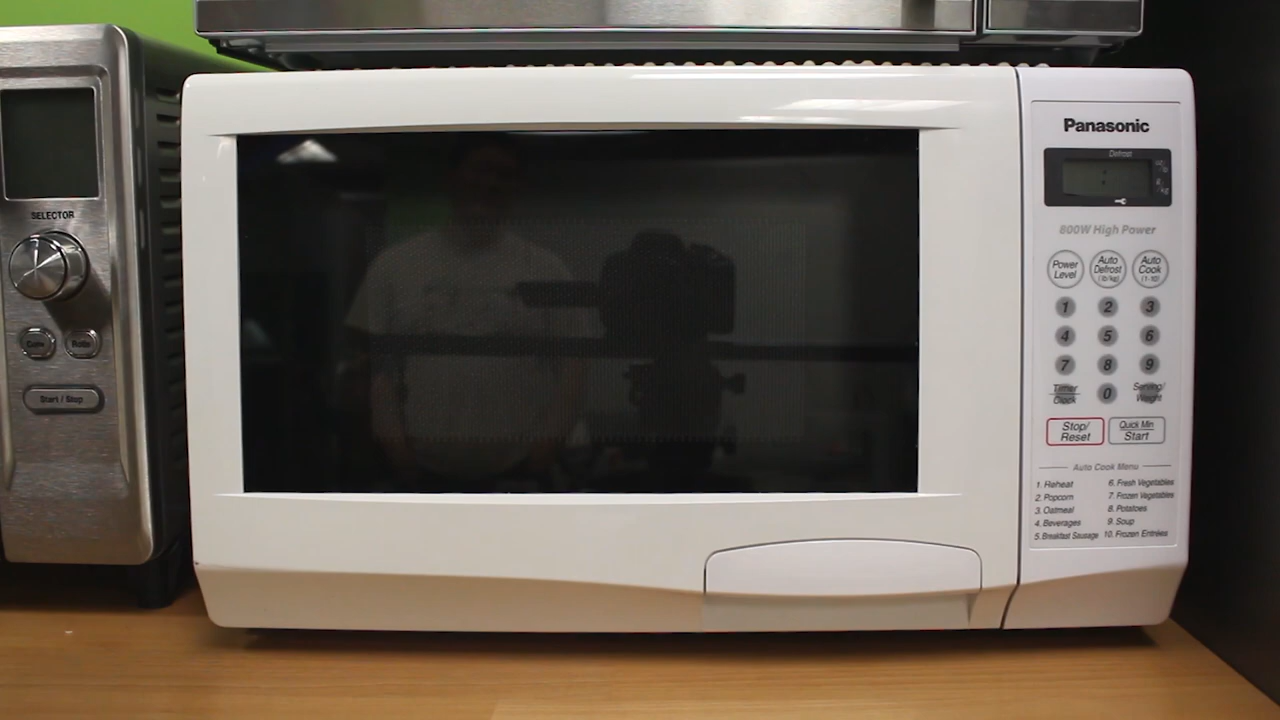 SELECTOR
Start / Stop
Panasonic
Defrost
800W High Power
Power Level
Auto Defrost (lb/kg)
Auto Cook (1-10)
1 2 3
4 5 6
7 8 9
Timer Clock
0
Serving/ Weight
Stop/ Reset
Quick Min Start
Auto Cook Menu
1. Reheat
2. Popcorn
3. Oatmeal
4. Beverages
5. Breakfast Sausage
6. Fresh Vegetables
7. Frozen Vegetables
8. Potatoes
9. Soup
10. Frozen Entrées